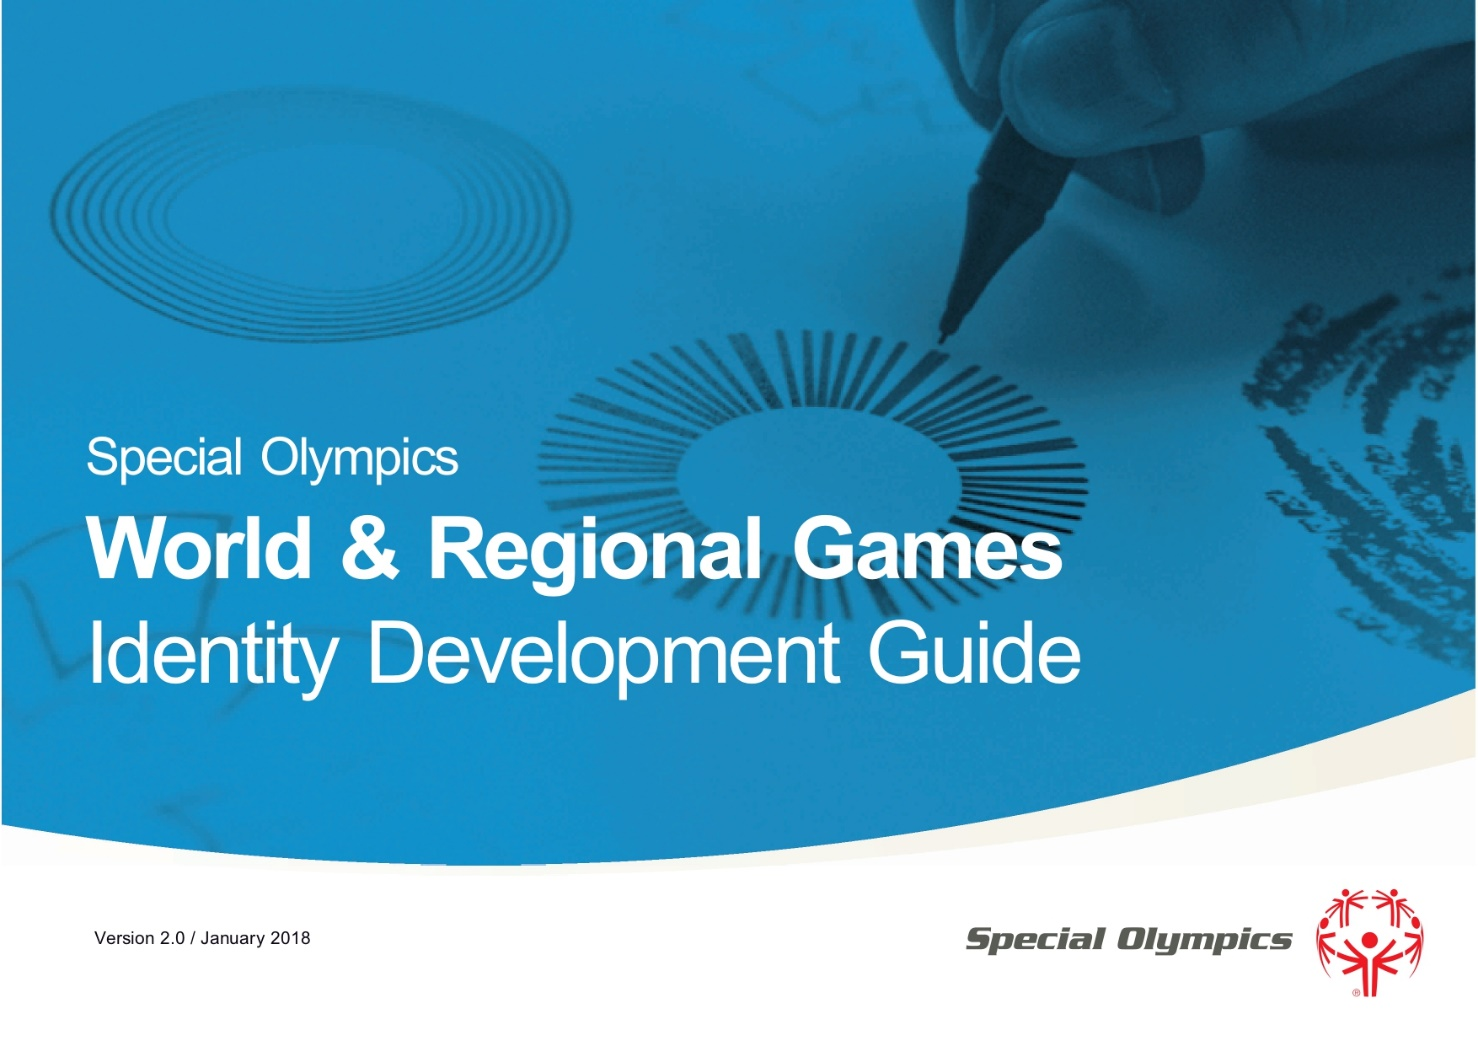 Special Olympics
World & Regional Games
Identity Development Guide
Version 2.0 / January 2018
Special Olympics
®